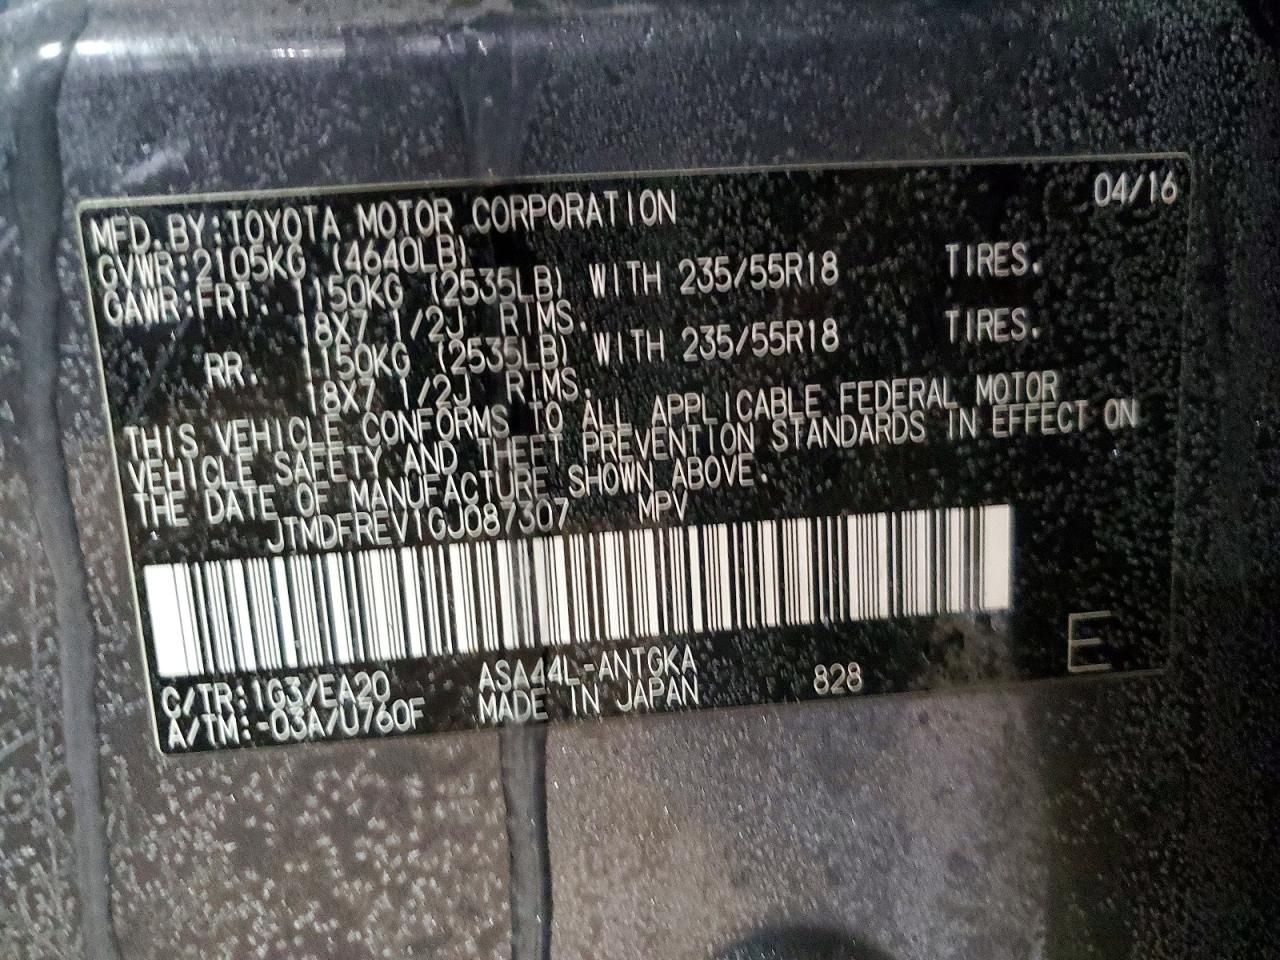 04/16
MFD.BY:TOYOTA MOTOR CORPORATION
GVWR:2105KG (4640LB)
GAWR:FRT. 1150KG (2535LB) WITH 235/55R18 TIRES.
18X7 1/2J RIMS.
RR. 1150KG (2535LB) WITH 235/55R18 TIRES.
18X7 1/2J RIMS.
THIS VEHICLE CONFORMS TO ALL APPLICABLE FEDERAL MOTOR
VEHICLE SAFETY AND THEFT PREVENTION STANDARDS IN EFFECT ON
THE DATE OF MANUFACTURE SHOWN ABOVE.
JTMDFREV1GJ087307 MPV
C/TR:1G3/EA20 ASA44L-ANTGKA 828 E
A/TM:-03A/U760F MADE IN JAPAN